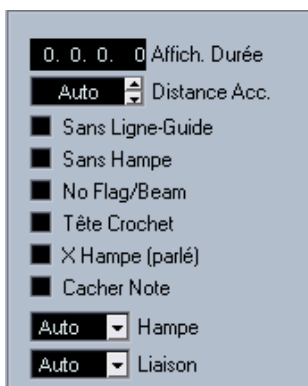 0. 0. 0. 0 Affich. Durée
Auto Distance Acc.
Sans Ligne-Guide
Sans Hampe
No Flag/Beam
Tête Crochet
X Hampe (parlé)
Cacher Note
Auto Hampe
Auto Liaison